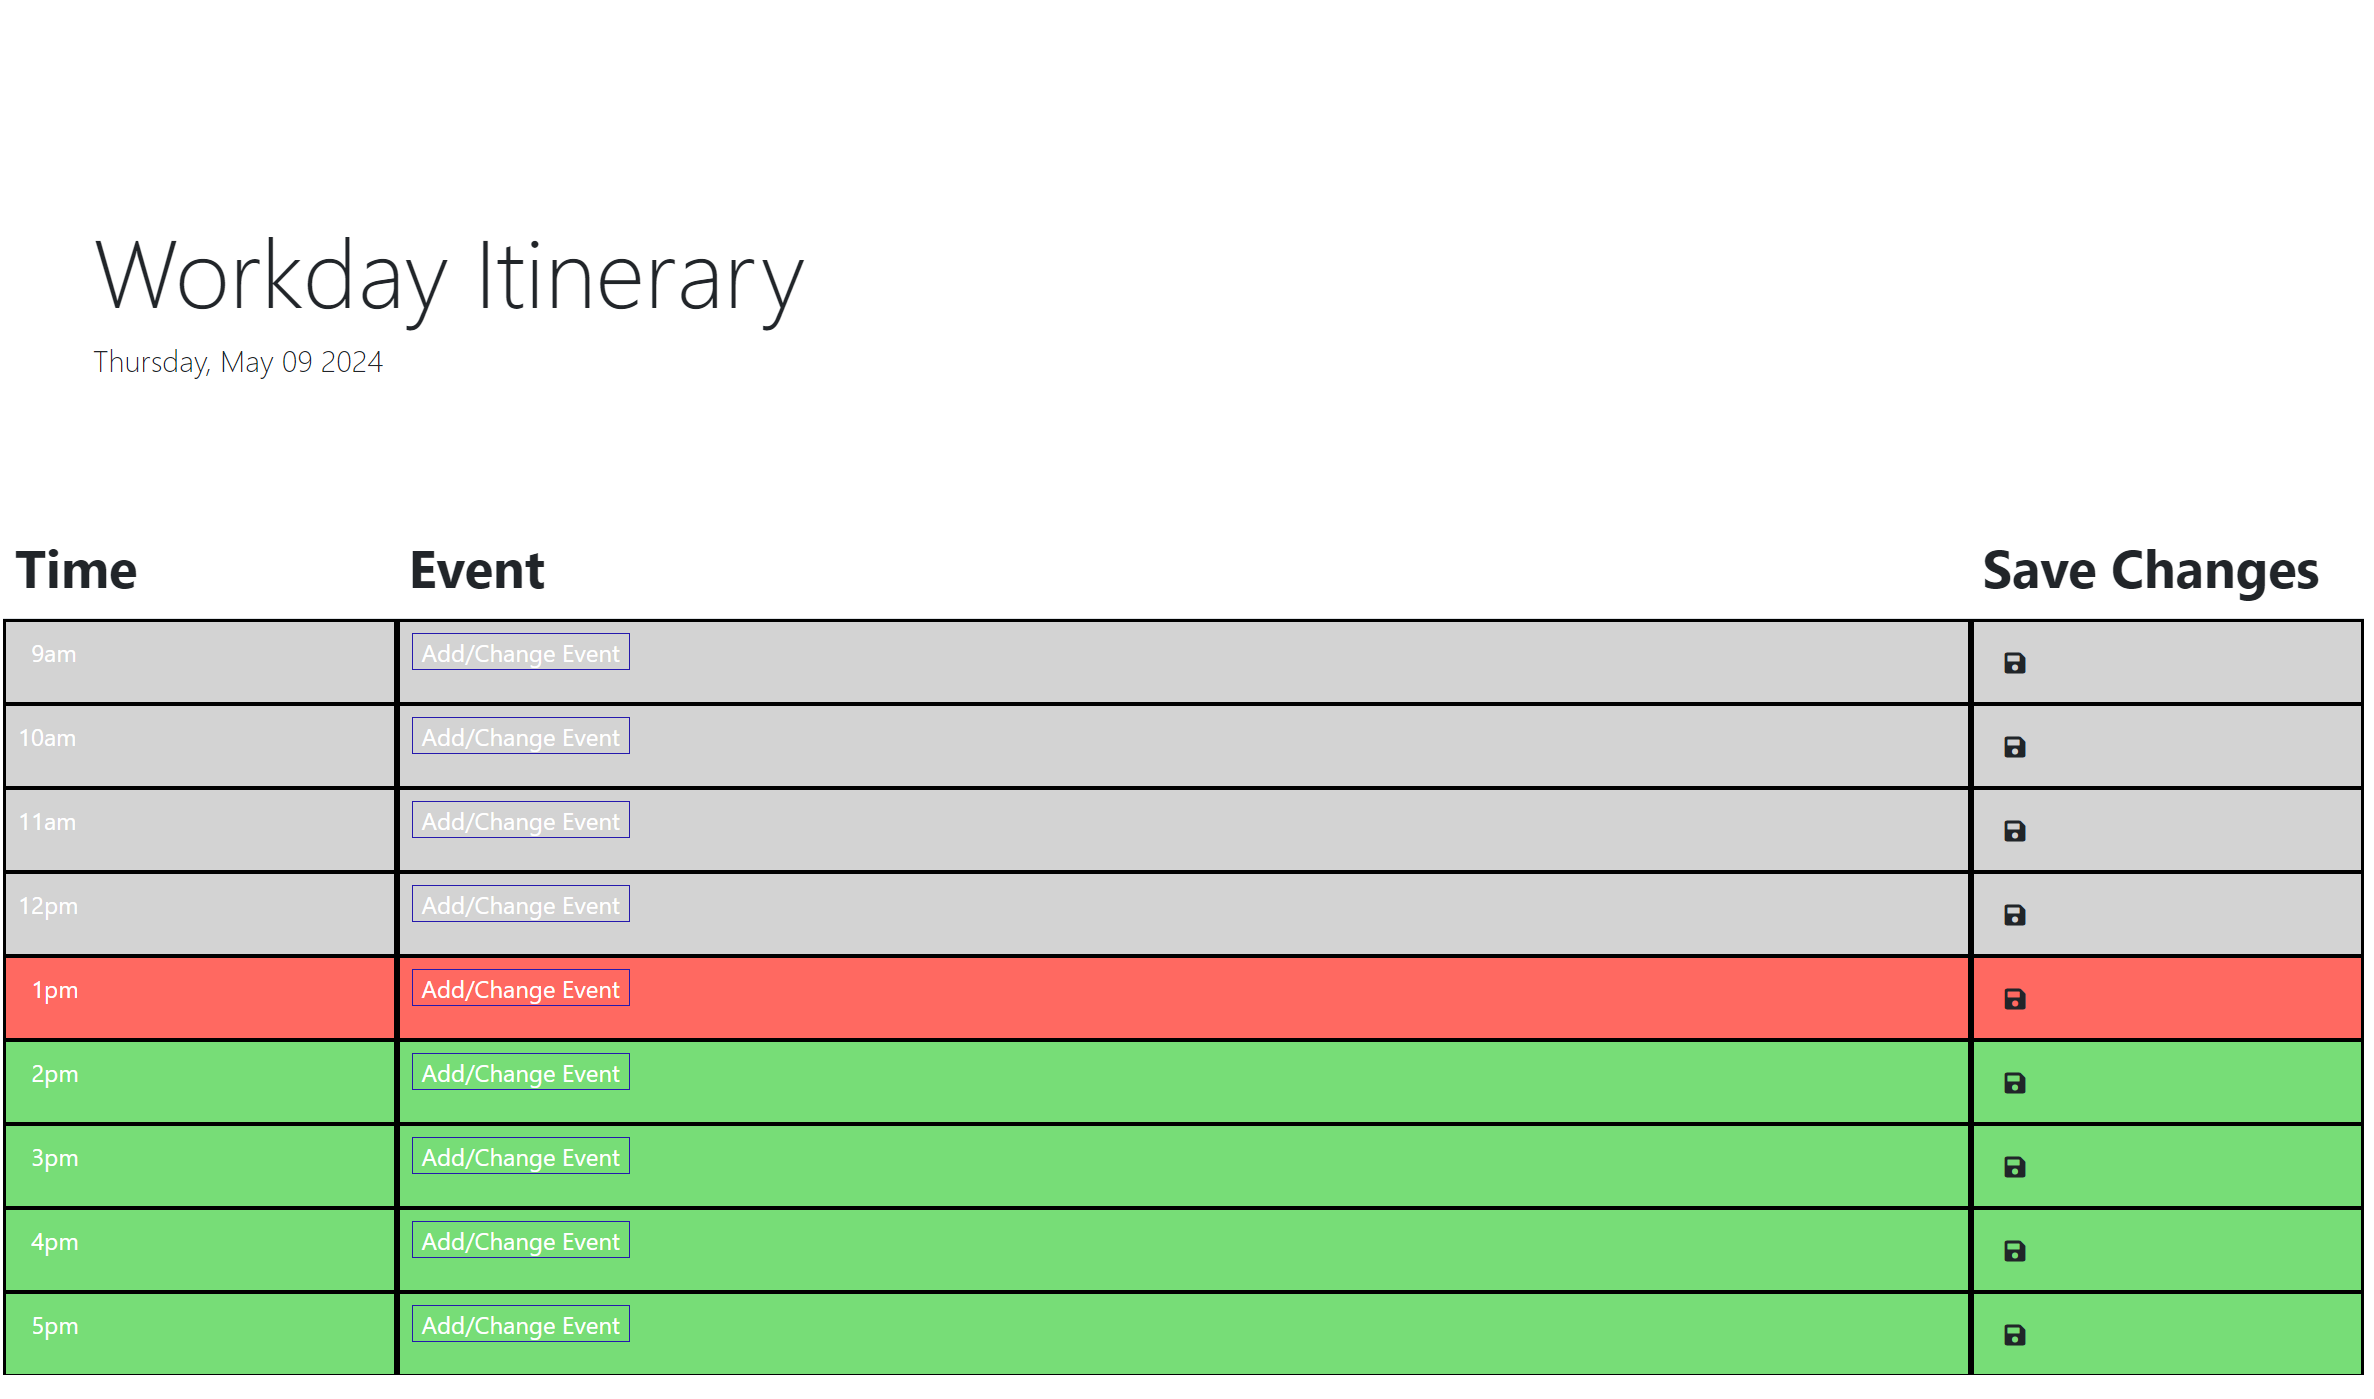 Workday Itinerary
Thursday, May 09 2024
Time Event Save Changes
9am Add/Change Event
10am Add/Change Event
11am Add/Change Event
12pm Add/Change Event
1pm Add/Change Event
2pm Add/Change Event
3pm Add/Change Event
4pm Add/Change Event
5pm Add/Change Event